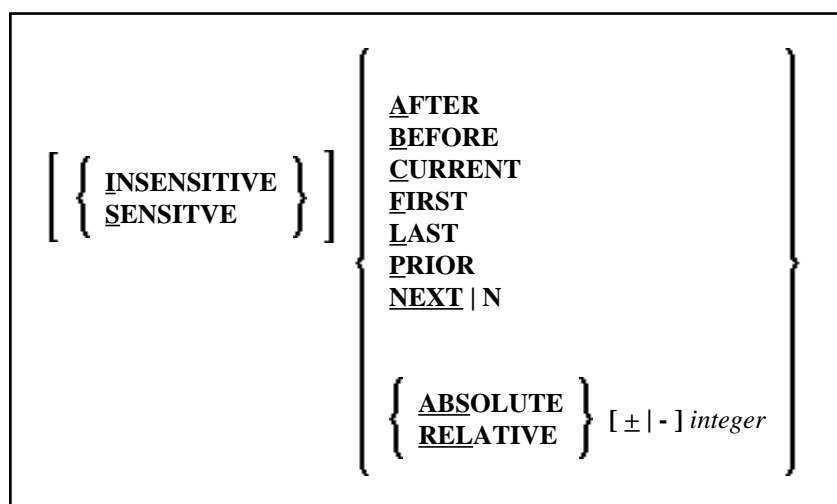 [ { INSENSITIVE
SENSITVE } ]
{ AFTER
BEFORE
CURRENT
FIRST
LAST
PRIOR
NEXT | N
{ ABSOLUTE
RELATIVE } [ + | - ] integer }